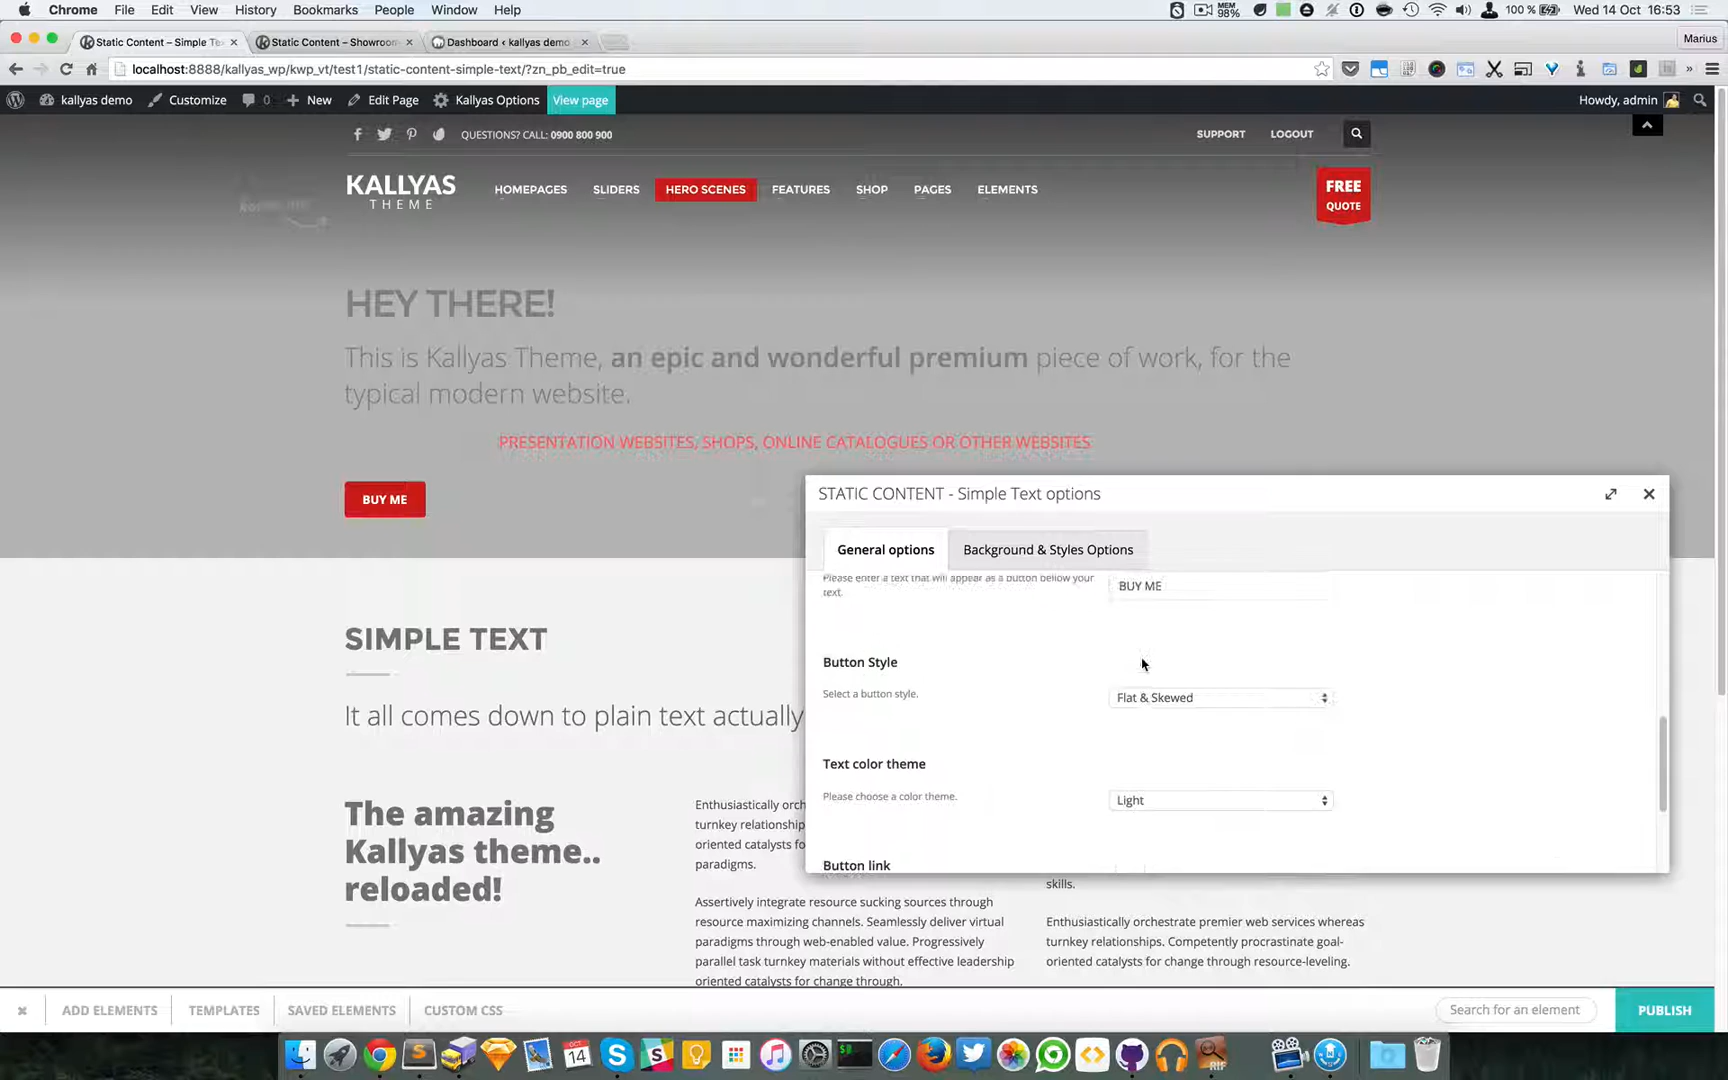 Chrome File Edit View History Bookmarks People Window Help MEM 98% 100 % Wed 14 Oct 16:53
Static Content – Simple Te Static Content – Showroom Dashboard ‹ kallyas demo Marius
localhost:8888/kallyas_wp/kwp_vt/test1/static-content-simple-text/?zn_pb_edit=true
kallyas demo Customize 0 New Edit Page Kallyas Options View page Howdy, admin
QUESTIONS? CALL: 0900 800 900 SUPPORT LOGOUT
KALLYAS
THEME
HOMEPAGES SLIDERS HERO SCENES FEATURES SHOP PAGES ELEMENTS
FREE
QUOTE
HEY THERE!
This is Kallyas Theme, an epic and wonderful premium piece of work, for the
typical modern website.
PRESENTATION WEBSITES, SHOPS, ONLINE CATALOGUES OR OTHER WEBSITES
BUY ME
STATIC CONTENT - Simple Text options
General options Background & Styles Options
Please enter a text that will appear as a button bellow your
text.
BUY ME
Button Style
Select a button style.
Flat & Skewed
Text color theme
Please choose a color theme.
Light
Button link
SIMPLE TEXT
It all comes down to plain text actually
The amazing
Kallyas theme..
reloaded!
Enthusiastically orch
turnkey relationship
oriented catalysts fo
paradigms.
Assertively integrate resource sucking sources through
resource maximizing channels. Seamlessly deliver virtual
paradigms through web-enabled value. Progressively
parallel task turnkey materials without effective leadership
oriented catalysts for change through.
skills.
Enthusiastically orchestrate premier web services whereas
turnkey relationships. Competently procrastinate goal-
oriented catalysts for change through resource-leveling.
ADD ELEMENTS TEMPLATES SAVED ELEMENTS CUSTOM CSS Search for an element PUBLISH
OCT
14